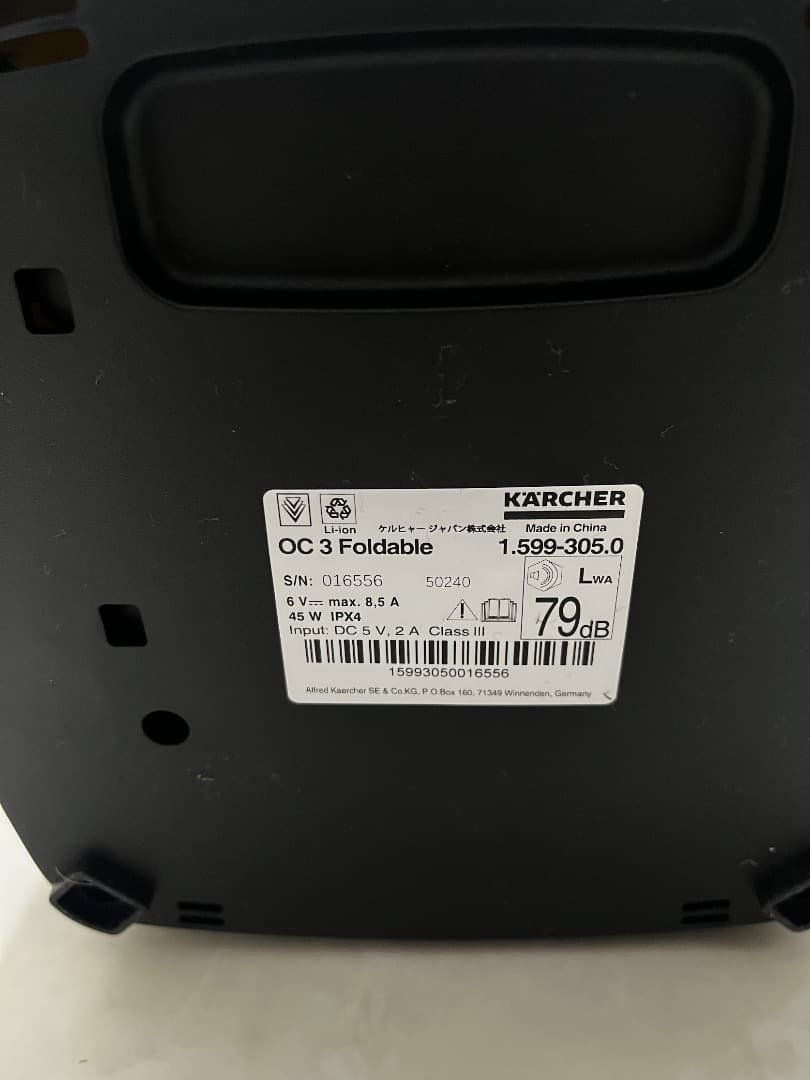 KÄRCHER
Li-ion ケルヒャー ジャパン株式会社 Made in China
OC 3 Foldable 1.599-305.0
S/N: 016556 50240
LWA
6 V⎓ max. 8,5 A
45 W IPX4
79dB
Input: DC 5 V, 2 A Class III
15993050016556
Alfred Kaercher SE & Co.KG, P.O Box 160, 71349 Winnenden, Germany